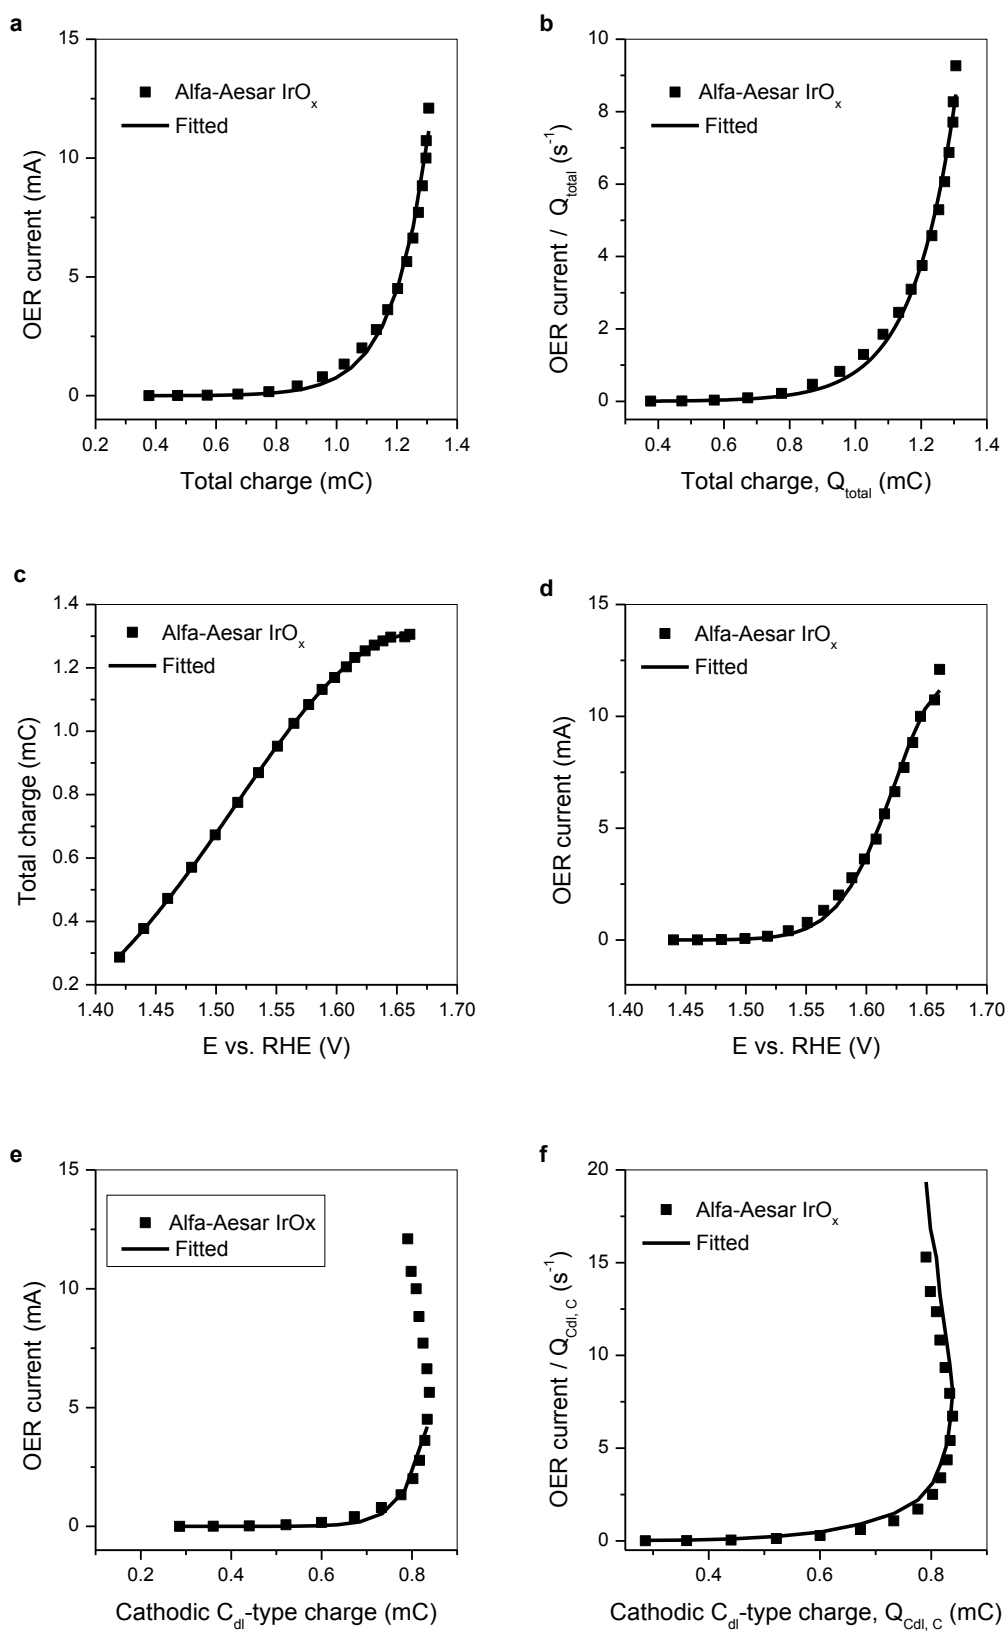 a
15
10
5
0
OER current (mA)
Alfa-Aesar IrOx
Fitted
0.2 0.4 0.6 0.8 1.0 1.2 1.4
Total charge (mC)
b
10
8
6
4
2
0
OER current / Qtotal (s-1)
Alfa-Aesar IrOx
Fitted
0.4 0.6 0.8 1.0 1.2 1.4
Total charge, Qtotal (mC)
c
1.4
1.2
1.0
0.8
0.6
0.4
0.2
Total charge (mC)
Alfa-Aesar IrOx
Fitted
1.40 1.45 1.50 1.55 1.60 1.65 1.70
E vs. RHE (V)
d
15
10
5
0
OER current (mA)
Alfa-Aesar IrOx
Fitted
1.40 1.45 1.50 1.55 1.60 1.65 1.70
E vs. RHE (V)
e
15
10
5
0
OER current (mA)
Alfa-Aesar IrOx
Fitted
0.2 0.4 0.6 0.8
Cathodic Cdl-type charge (mC)
f
20
15
10
5
0
OER current / QCdl, C (s-1)
Alfa-Aesar IrOx
Fitted
0.4 0.6 0.8
Cathodic Cdl-type charge, QCdl, C (mC)